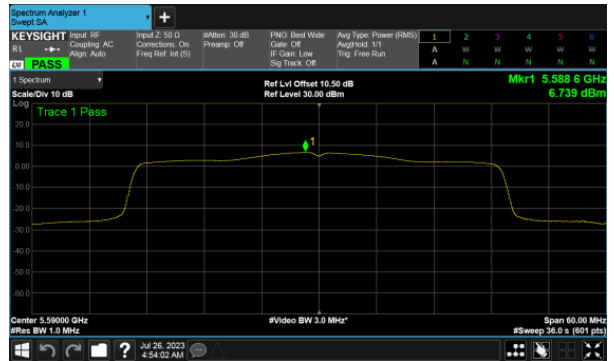 Spectrum Analyzer 1
Swept SA
KEYSIGHT
R L
LV PASS
Input: RF
Coupling: AC
Align: Auto
Input Z: 50 Ω
Corrections: On
Freq Ref: Int (S)
#Atten: 30 dB
Preamp: Off
PNO: Best Wide
Gate: Off
IF Gain: Low
Sig Track: Off
Avg Type: Power (RMS)
Avg|Hold: 1/1
Trig: Free Run
1 2 3 4 5 6
A W W W W W
A N N N N N
1 Spectrum
Scale/Div 10 dB
Ref Lvl Offset 10.50 dB
Ref Level 30.00 dBm
Mkr1 5.588 6 GHz
6.739 dBm
Log
Trace 1 Pass
20.0
10.0
1
0.00
-10.0
-20.0
-30.0
-40.0
-50.0
-60.0
Center 5.59000 GHz
#Res BW 1.0 MHz
#Video BW 3.0 MHz*
Span 60.00 MHz
#Sweep 36.0 s (601 pts)
?
Jul 26, 2023
4:54:02 AM